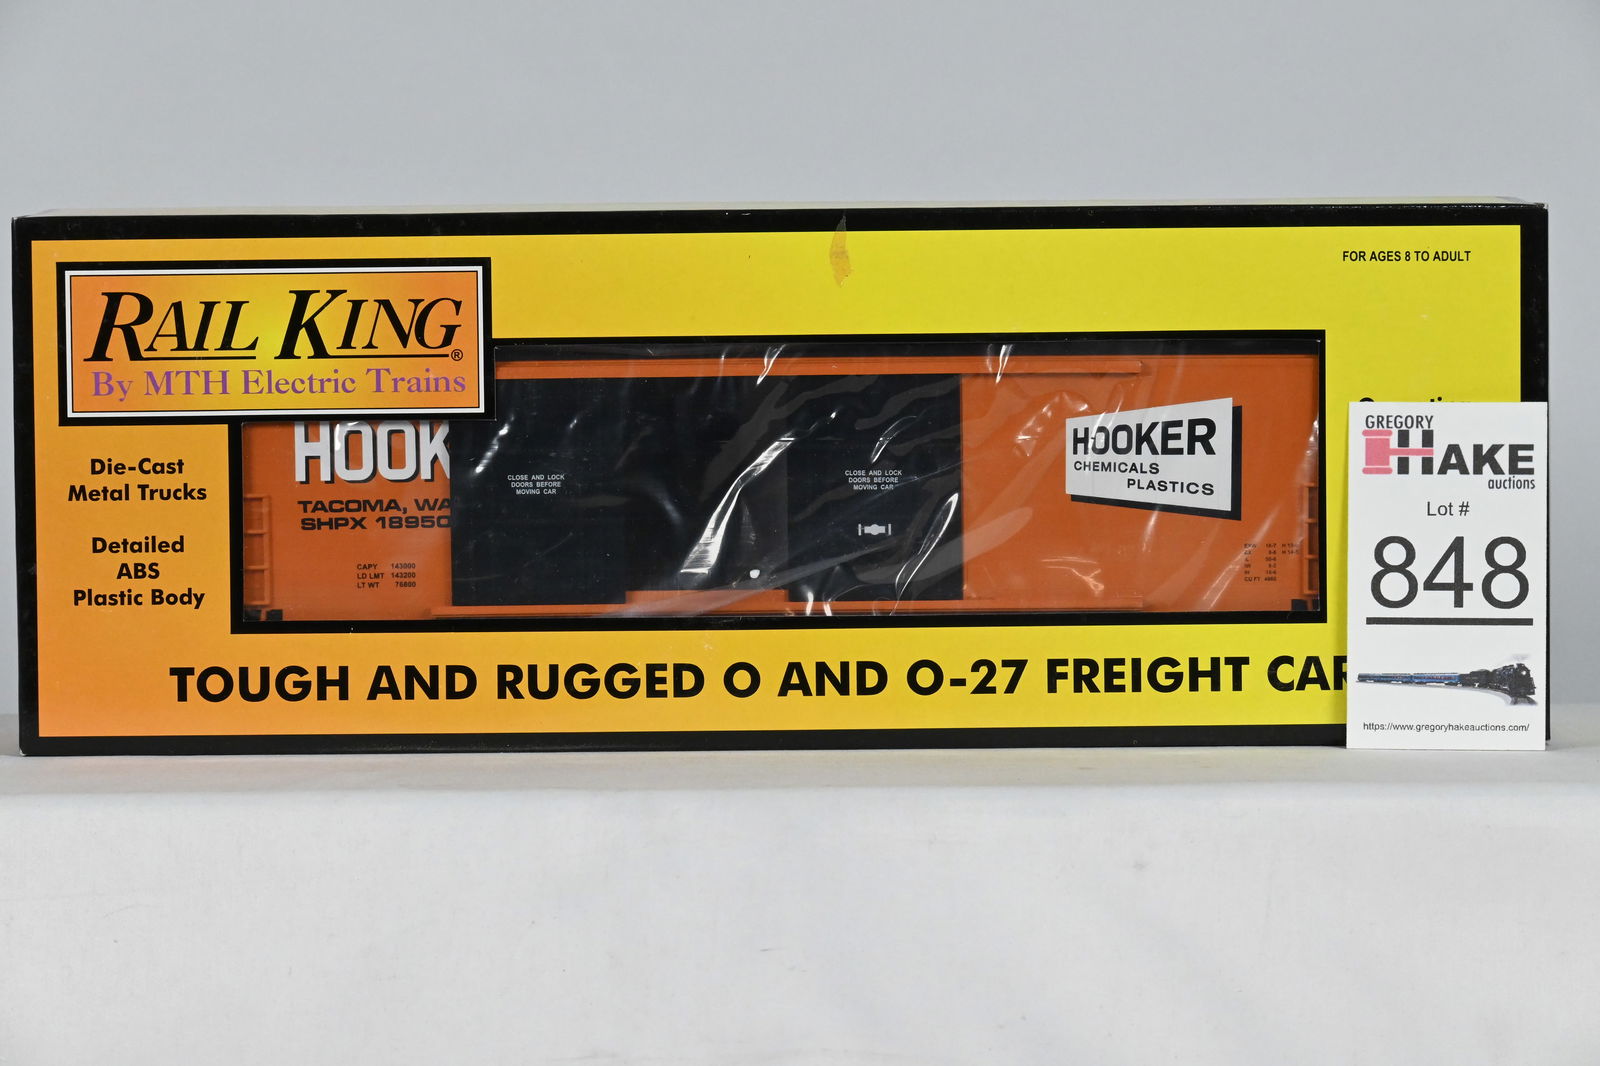 FOR AGES 8 TO ADULT
RAIL KING®
By MTH Electric Trains
Die-Cast
Metal Trucks
Detailed
ABS
Plastic Body
HOOK
TACOMA, WA
SHPX 18950
CAPY 143000
LD LMT 143200
LT WT 76800
CLOSE AND LOCK
DOORS BEFORE
MOVING CAR
CLOSE AND LOCK
DOORS BEFORE
MOVING CAR
HOOKER
CHEMICALS
PLASTICS
TOUGH AND RUGGED O AND O-27 FREIGHT CAR
GREGORY
HAKE
auctions
Lot #
848
https://www.gregoryhakeauctions.com/